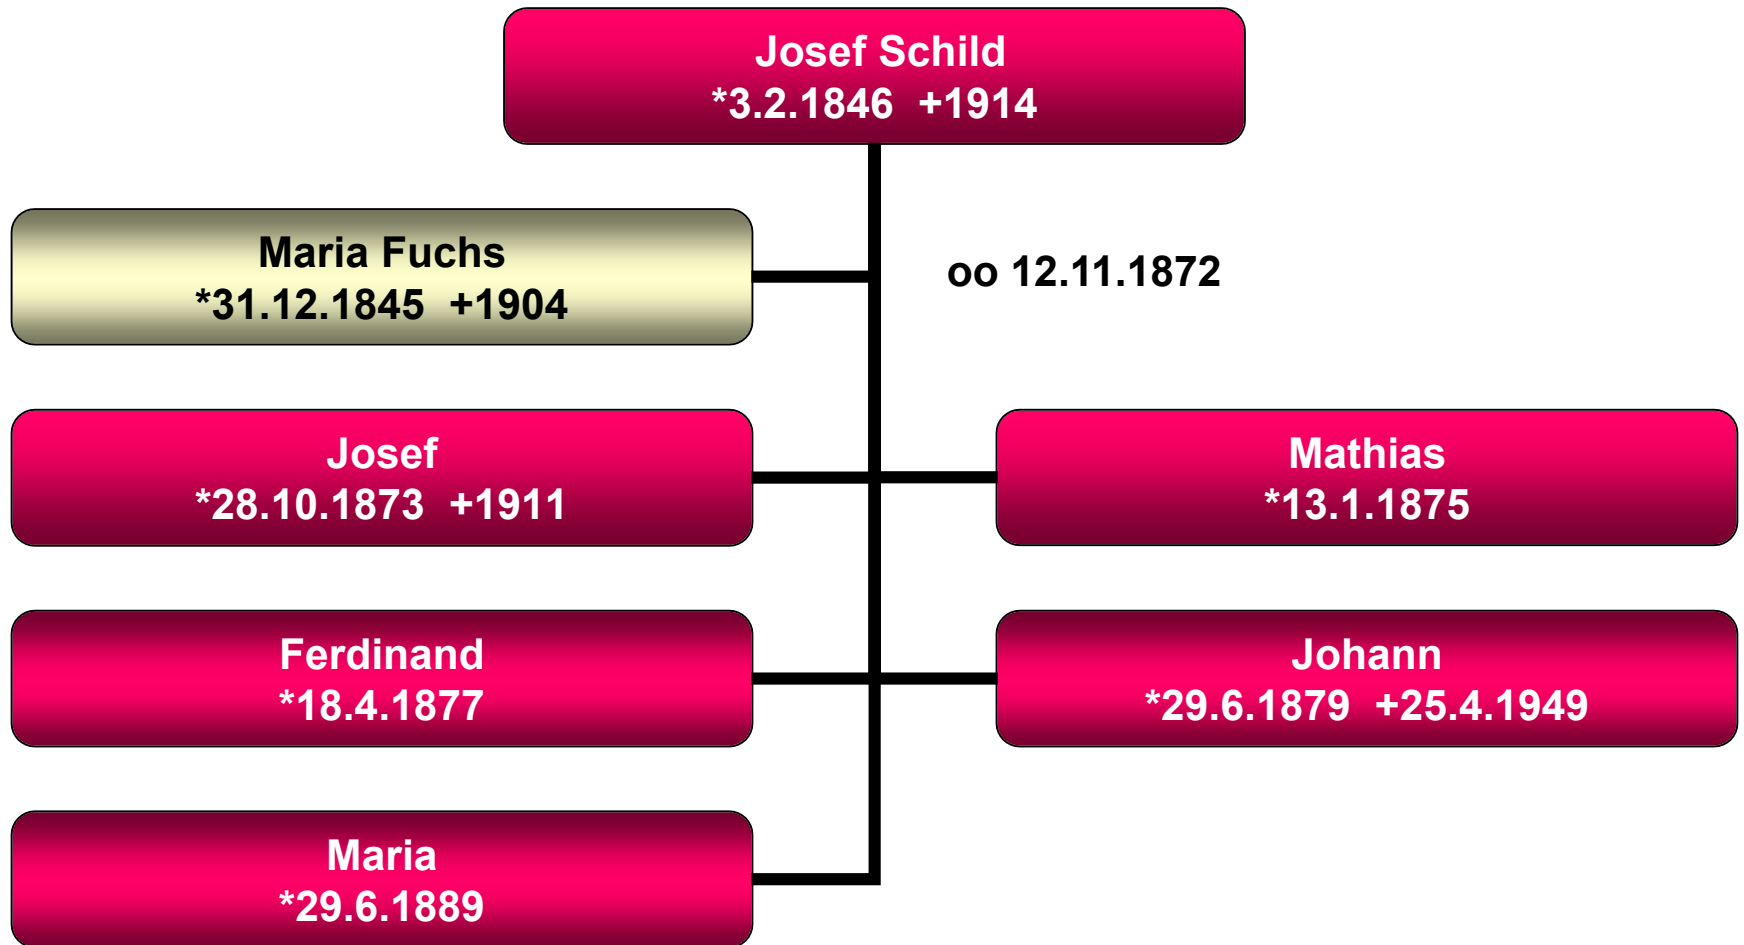 Josef Schild
*3.2.1846 +1914
Maria Fuchs
*31.12.1845 +1904
oo 12.11.1872
Josef
*28.10.1873 +1911
Mathias
*13.1.1875
Ferdinand
*18.4.1877
Johann
*29.6.1879 +25.4.1949
Maria
*29.6.1889